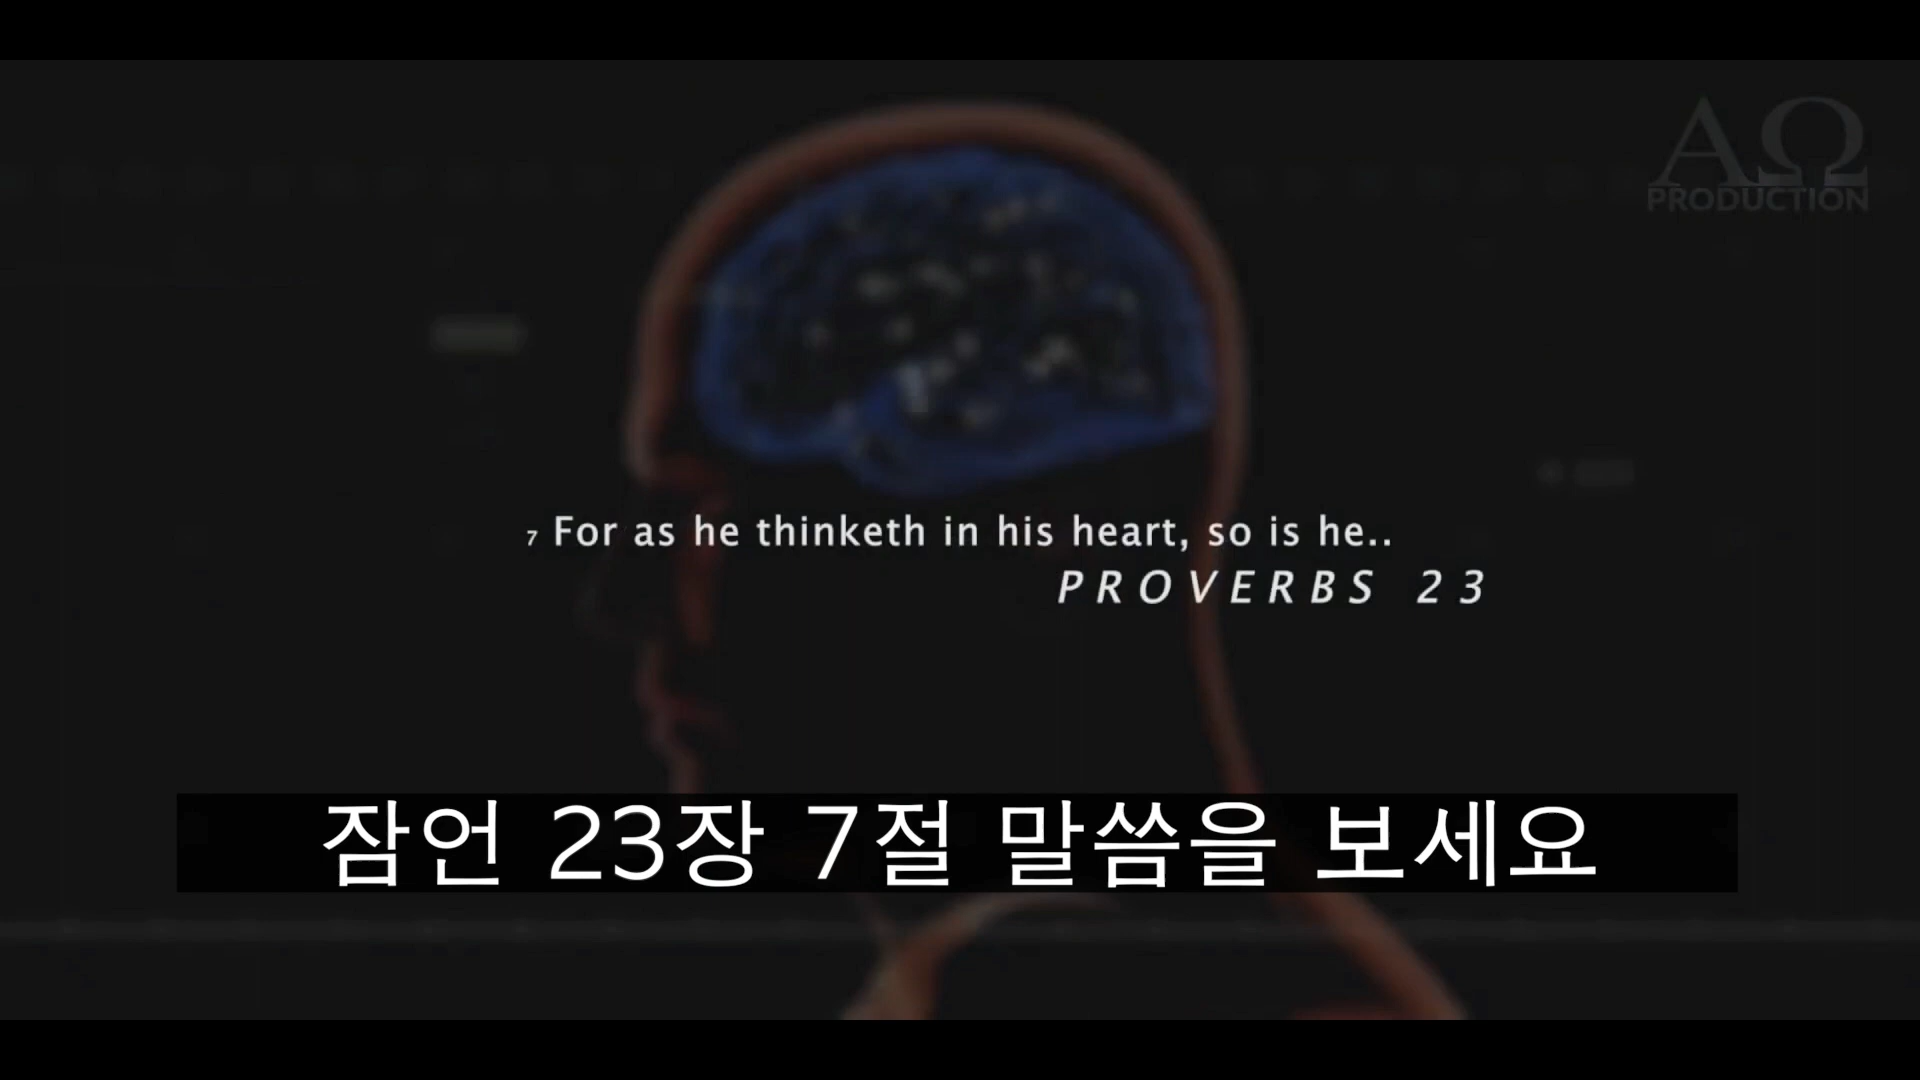 ΑΩ
PRODUCTION
7 For as he thinketh in his heart, so is he..
PROVERBS 23
잠언 23장 7절 말씀을 보세요